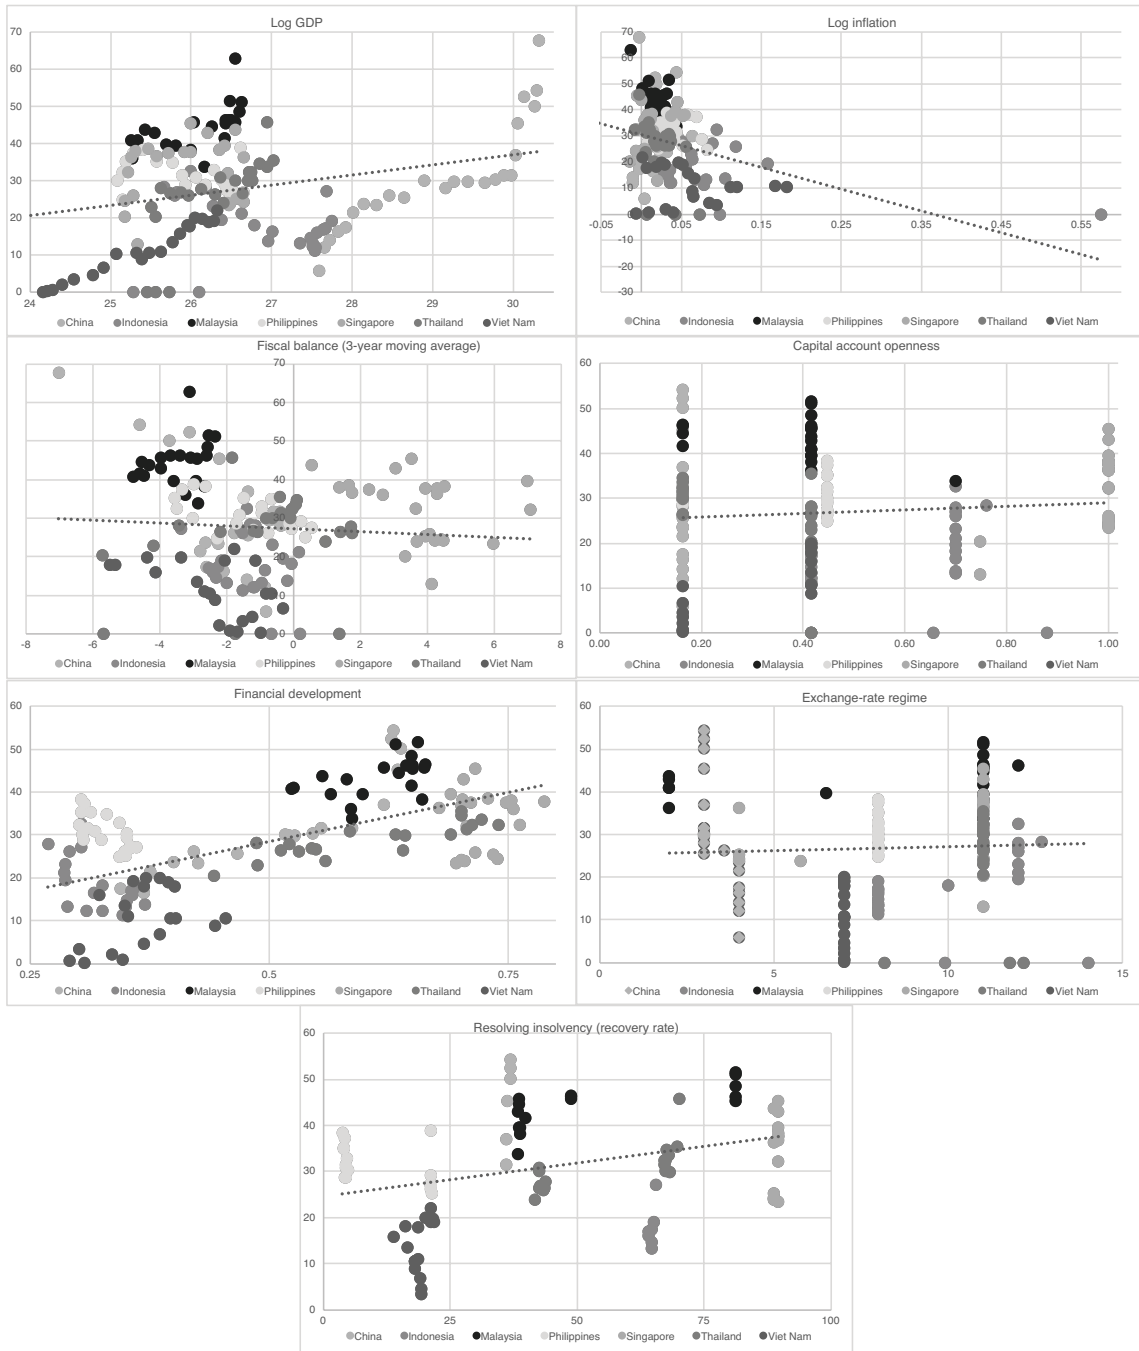 Log GDP
70
60
50
40
30
20
10
0
24 25 26 27 28 29 30
China Indonesia Malaysia Philippines Singapore Thailand Viet Nam
Log inflation
70
60
50
40
30
20
10
0
-0.05 0.05 0.15 0.25 0.35 0.45 0.55
-10
-20
-30
China Indonesia Malaysia Philippines Singapore Thailand Viet Nam
Fiscal balance (3-year moving average)
70
60
50
40
30
20
10
0
-8 -6 -4 -2 0 2 4 6 8
China Indonesia Malaysia Philippines Singapore Thailand Viet Nam
Capital account openness
60
50
40
30
20
10
0
0.00 0.20 0.40 0.60 0.80 1.00
China Indonesia Malaysia Philippines Singapore Thailand Viet Nam
Financial development
60
50
40
30
20
10
0
0.25 0.5 0.75
China Indonesia Malaysia Philippines Singapore Thailand Viet Nam
Exchange-rate regime
60
50
40
30
20
10
0
0 5 10 15
China Indonesia Malaysia Philippines Singapore Thailand Viet Nam
Resolving insolvency (recovery rate)
60
50
40
30
20
10
0
0 25 50 75 100
China Indonesia Malaysia Philippines Singapore Thailand Viet Nam